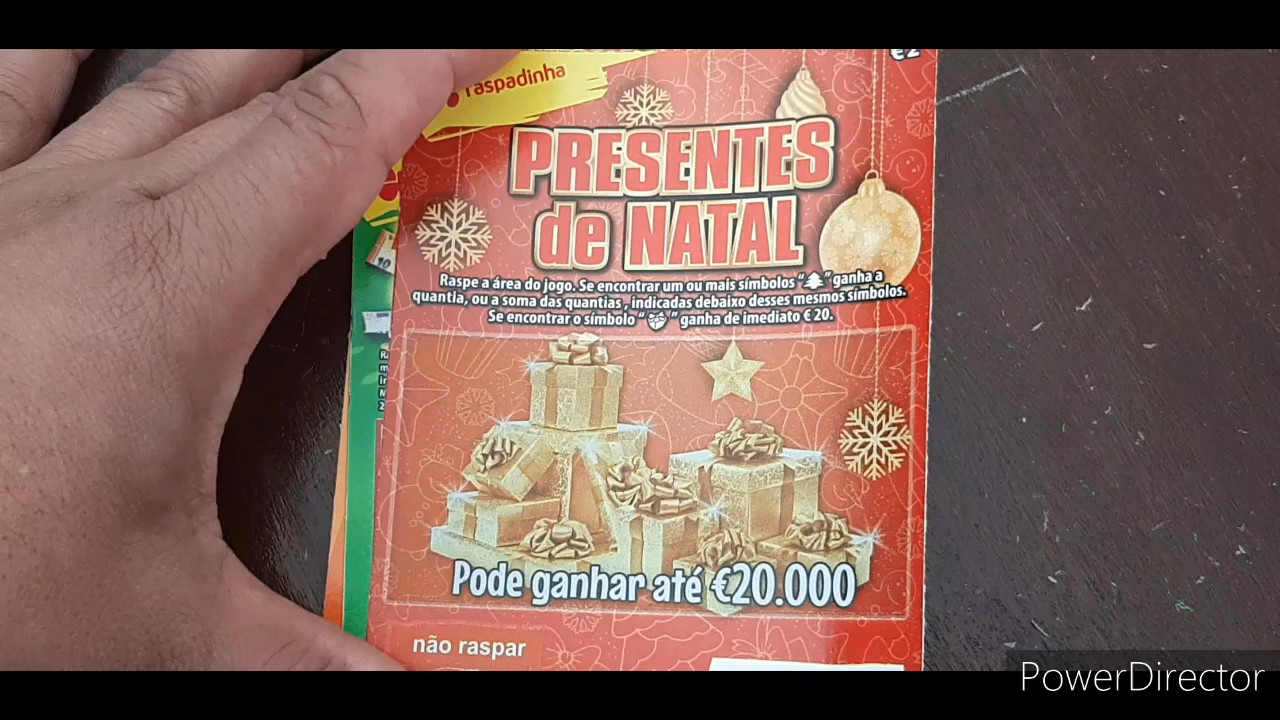 €2
raspadinha
PRESENTES
de NATAL
Raspe a área do jogo. Se encontrar um ou mais símbolos " " ganha a
quantia, ou a soma das quantias , indicadas debaixo desses mesmos símbolos.
Se encontrar o símbolo " " ganha de imediato € 20.
Pode ganhar até €20.000
não raspar
PowerDirector